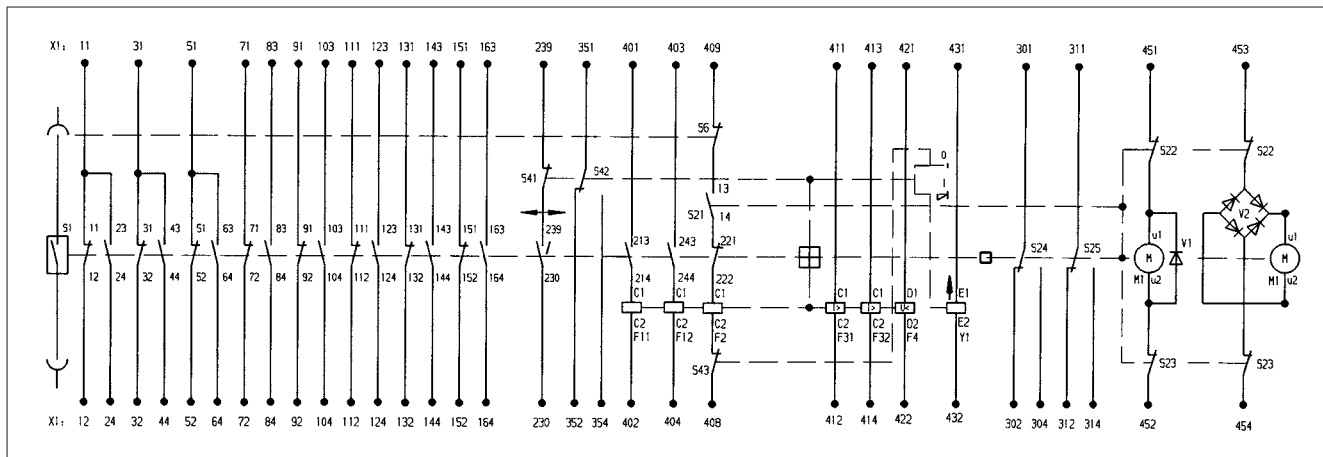 X1: 11 31 51 71 83 91 103 111 123 131 143 151 163 239 351 401 403 409 411 413 421 431 301 311 451 453
S6 S22 S22
S41 S42 D
13
V2
S21 14
S1 11 23 31 43 51 63 71 83 91 103 111 123 131 143 151 163 239 213 243 221 S24 S25 u1 V1 u1
M M
12 24 32 44 52 64 72 84 92 104 112 124 132 144 152 164 230 214 244 222 M1 u2 M1 u2
C1 C1 C1 C1 C1 D1 E1
C2 C2 C2 C2 C2 D2 E2
F11 F12 F2 F31 F32 F4 Y1
S43 S23 S23
X1: 12 24 32 44 52 64 72 84 92 104 112 124 132 144 152 164 230 352 354 402 404 408 412 414 422 432 302 304 312 314 452 454